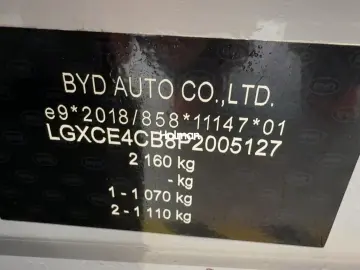 BYD AUTO CO.,LTD.
e9*2018/858*11147*01
LGXCE4CB8P2005127
Holman
2 160 kg
- kg
1 - 1 070 kg
2 - 1 110 kg